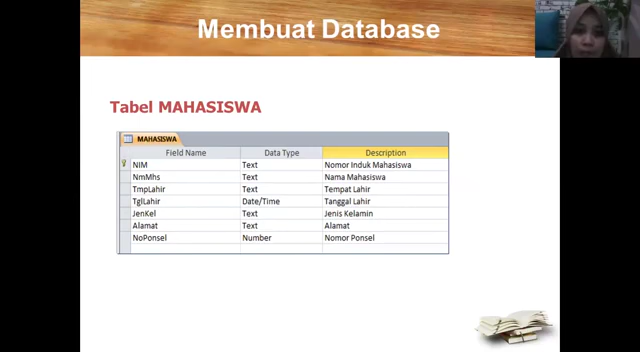 Membuat Database
Tabel MAHASISWA
MAHASISWA
Field Name Data Type Description
NIM Text Nomor Induk Mahasiswa
NmMhs Text Nama Mahasiswa
TmpLahir Text Tempat Lahir
TglLahir Date/Time Tanggal Lahir
JenKel Text Jenis Kelamin
Alamat Text Alamat
NoPonsel Number Nomor Ponsel